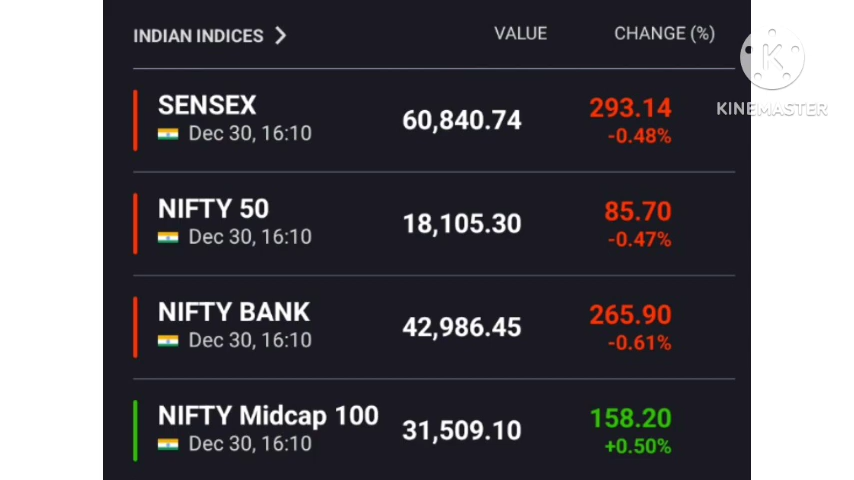 INDIAN INDICES > VALUE CHANGE (%)
KINEMASTER
SENSEX 60,840.74 293.14
Dec 30, 16:10 -0.48%
NIFTY 50 18,105.30 85.70
Dec 30, 16:10 -0.47%
NIFTY BANK 42,986.45 265.90
Dec 30, 16:10 -0.61%
NIFTY Midcap 100 31,509.10 158.20
Dec 30, 16:10 +0.50%